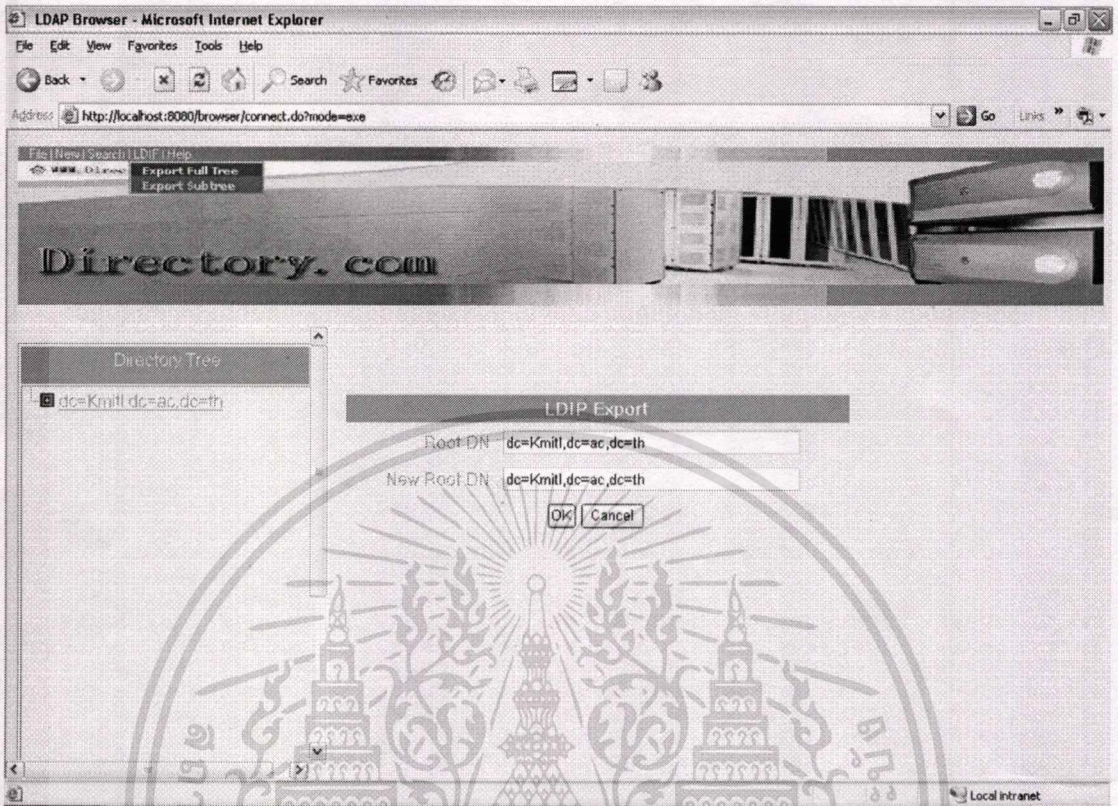 LDAP Browser - Microsoft Internet Explorer
File Edit View Favorites Tools Help
Back Search Favorites
Address http://localhost:8080/browser/connect.do?mode=exe Go Links »
File | New | Search | LDIF | Help
www.Direc Export Full Tree
Export Subtree
Directory.com
Directory Tree
dc=Kmitl,dc=ac,dc=th
LDIP Export
Root DN dc=Kmitl,dc=ac,dc=th
New Root DN dc=Kmitl,dc=ac,dc=th
OK Cancel
Local intranet